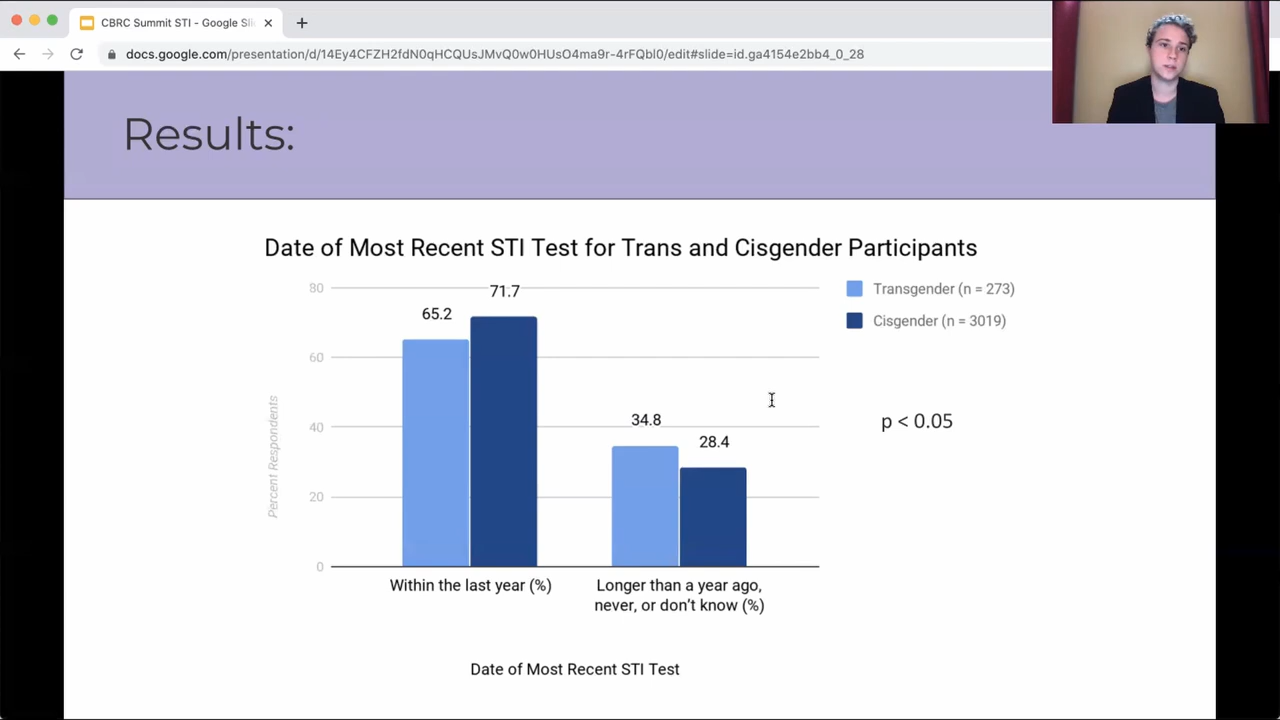 CBRC Summit STI - Google Sli
docs.google.com/presentation/d/14Ey4CFZH2fdN0qHCQUsJMvQ0w0HUsO4ma9r-4rFQbl0/edit#slide=id.ga4154e2bb4_0_28
Results:
Date of Most Recent STI Test for Trans and Cisgender Participants
80
71.7
Transgender (n = 273)
65.2
Cisgender (n = 3019)
60
34.8
p < 0.05
40
28.4
Percent Respondents
20
0
Within the last year (%)
Longer than a year ago,
never, or don't know (%)
Date of Most Recent STI Test